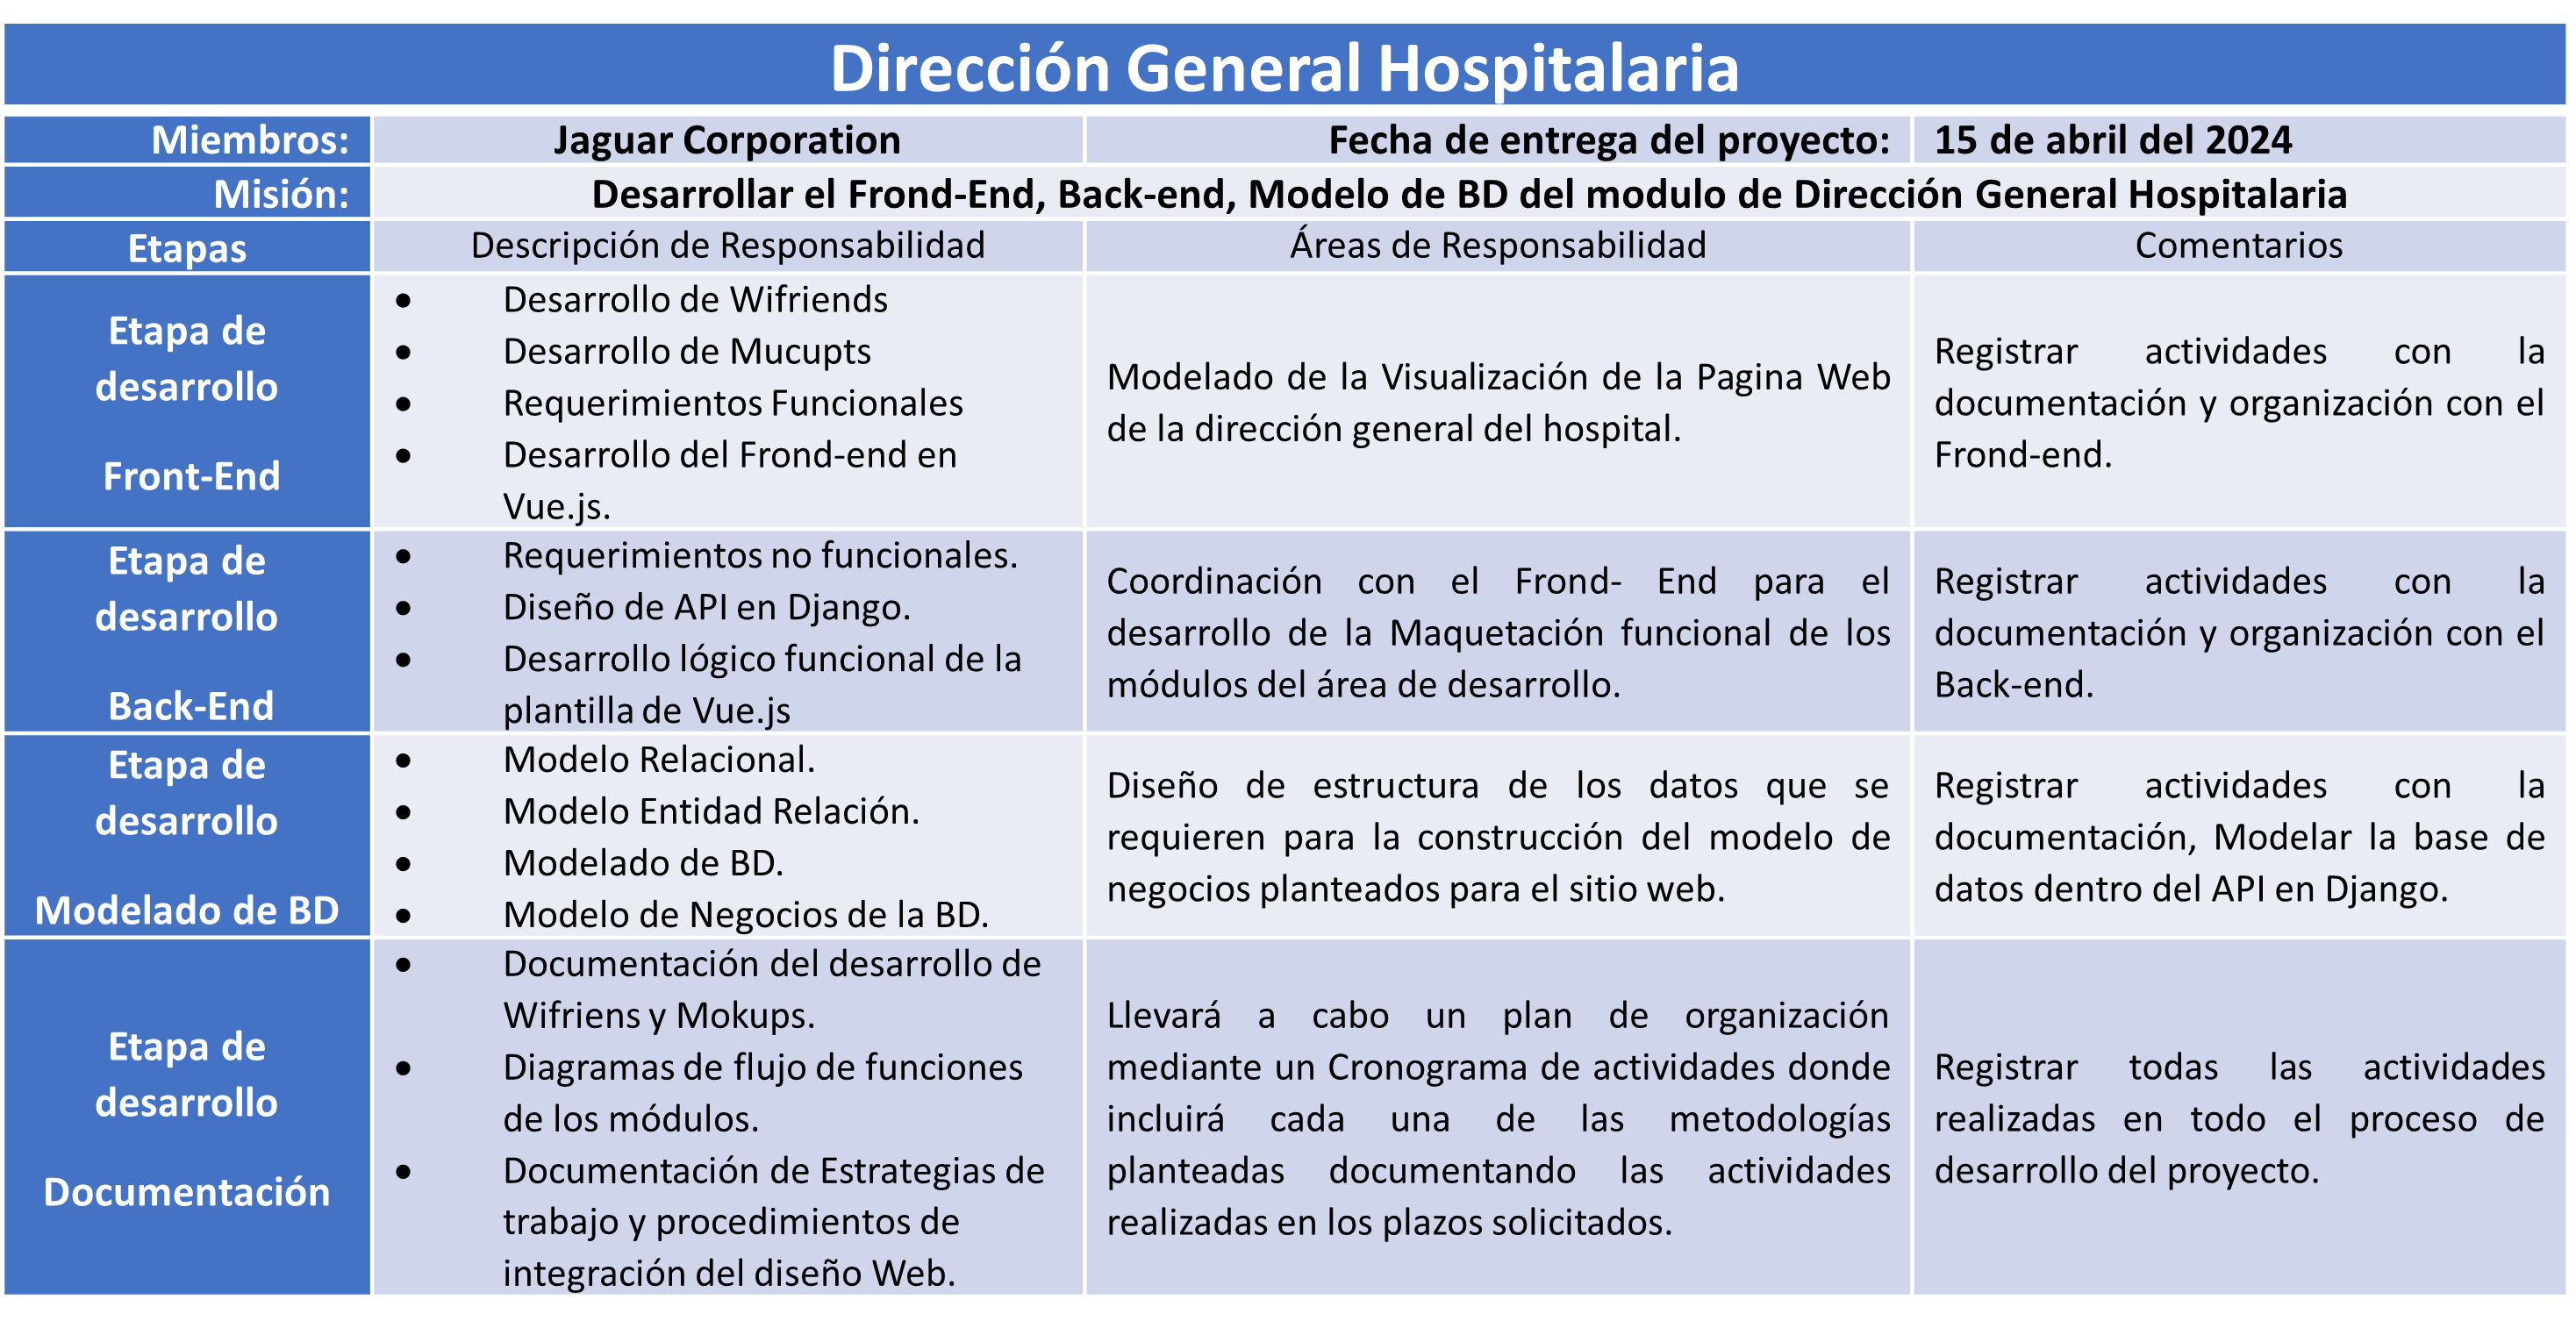 Dirección General Hospitalaria
Miembros:
Jaguar Corporation
Fecha de entrega del proyecto:
15 de abril del 2024
Misión:
Desarrollar el Frond-End, Back-end, Modelo de BD del modulo de Dirección General Hospitalaria
Etapas
Descripción de Responsabilidad
Áreas de Responsabilidad
Comentarios
Etapa de
desarrollo
Front-End
• Desarrollo de Wifriends
• Desarrollo de Mucupts
• Requerimientos Funcionales
• Desarrollo del Frond-end en
Vue.js.
Modelado de la Visualización de la Pagina Web
de la dirección general del hospital.
Registrar actividades con la
documentación y organización con el
Frond-end.
Etapa de
desarrollo
Back-End
• Requerimientos no funcionales.
• Diseño de API en Django.
• Desarrollo lógico funcional de la
plantilla de Vue.js
Coordinación con el Frond- End para el
desarrollo de la Maquetación funcional de los
módulos del área de desarrollo.
Registrar actividades con la
documentación y organización con el
Back-end.
Etapa de
desarrollo
Modelado de BD
• Modelo Relacional.
• Modelo Entidad Relación.
• Modelado de BD.
• Modelo de Negocios de la BD.
Diseño de estructura de los datos que se
requieren para la construcción del modelo de
negocios planteados para el sitio web.
Registrar actividades con la
documentación, Modelar la base de
datos dentro del API en Django.
Etapa de
desarrollo
Documentación
• Documentación del desarrollo de
Wifriens y Mokups.
• Diagramas de flujo de funciones
de los módulos.
• Documentación de Estrategias de
trabajo y procedimientos de
integración del diseño Web.
Llevará a cabo un plan de organización
mediante un Cronograma de actividades donde
incluirá cada una de las metodologías
planteadas documentando las actividades
realizadas en los plazos solicitados.
Registrar todas las actividades
realizadas en todo el proceso de
desarrollo del proyecto.